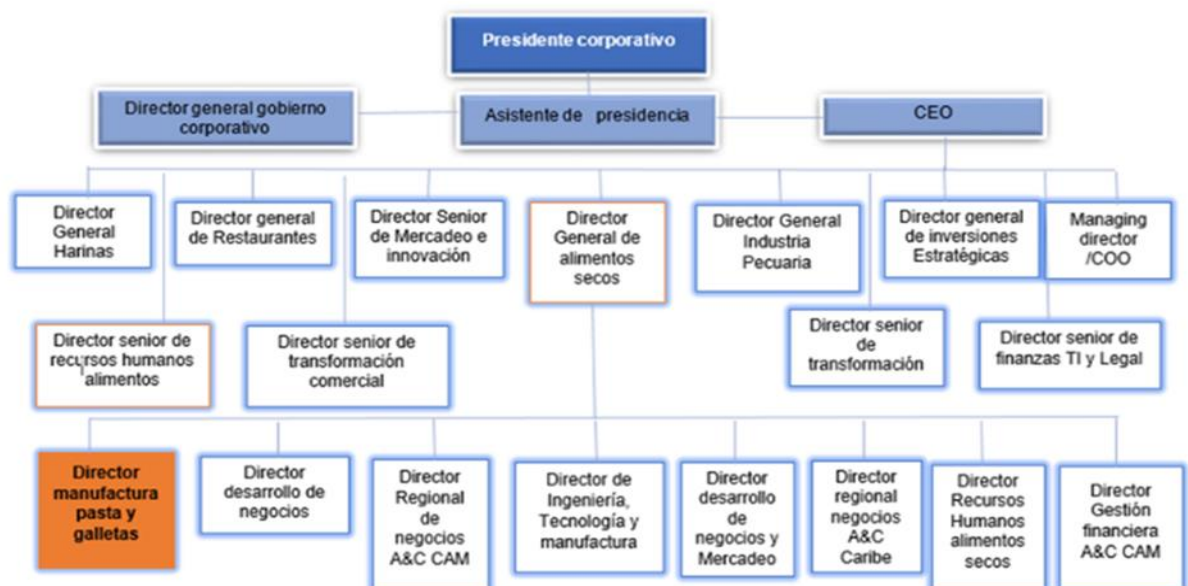 Presidente corporativo
Director general gobierno
corporativo
Asistente de presidencia
CEO
Director
General
Harinas
Director general
de Restaurantes
Director Senior
de Mercadeo e
innovación
Director
General de
alimentos
secos
Director General
Industria
Pecuaria
Director general
de inversiones
Estratégicas
Managing
director
/COO
Director senior de
recursos humanos
alimentos
Director senior de
transformación
comercial
Director senior
de
transformación
Director senior de
finanzas TI y Legal
Director
manufactura
pasta y
galletas
Director
desarrollo de
negocios
Director
Regional
de
negocios
A&C CAM
Director de
Ingeniería,
Tecnología y
manufactura
Director
desarrollo
de
negocios y
Mercadeo
Director
regional
negocios
A&C
Caribe
Director
Recursos
Humanos
alimentos
secos
Director
Gestión
financiera
A&C CAM